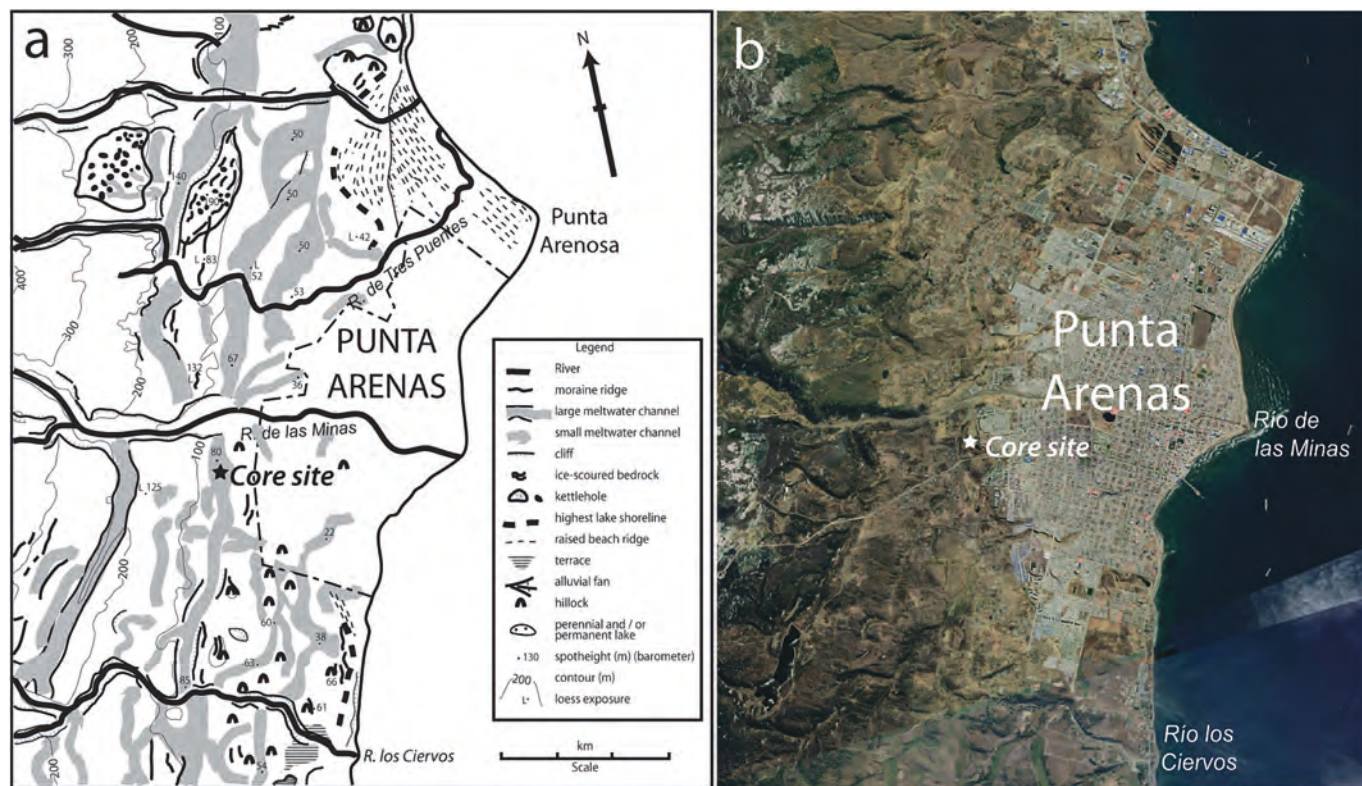 a
300
200
100
N
50
140
50
90
L 42
Punta
Arenosa
50
L 83
L
52
R. de Tres Puentes
53
400
300
PUNTA
ARENAS
200
132
L
67
36
R. de las Minas
80
Core site
100
L 125
22
200
60
38
63
66
85
61
R. los Ciervos
200
54
Legend
River
moraine ridge
large meltwater channel
small meltwater channel
cliff
ice-scoured bedrock
kettlehole
highest lake shoreline
raised beach ridge
terrace
alluvial fan
hillock
perennial and / or
permanent lake
130 spotheight (m) (barometer)
200 contour (m)
L loess exposure
km
Scale
b
Punta
Arenas
Core site
Río de
las Minas
Río los
Ciervos